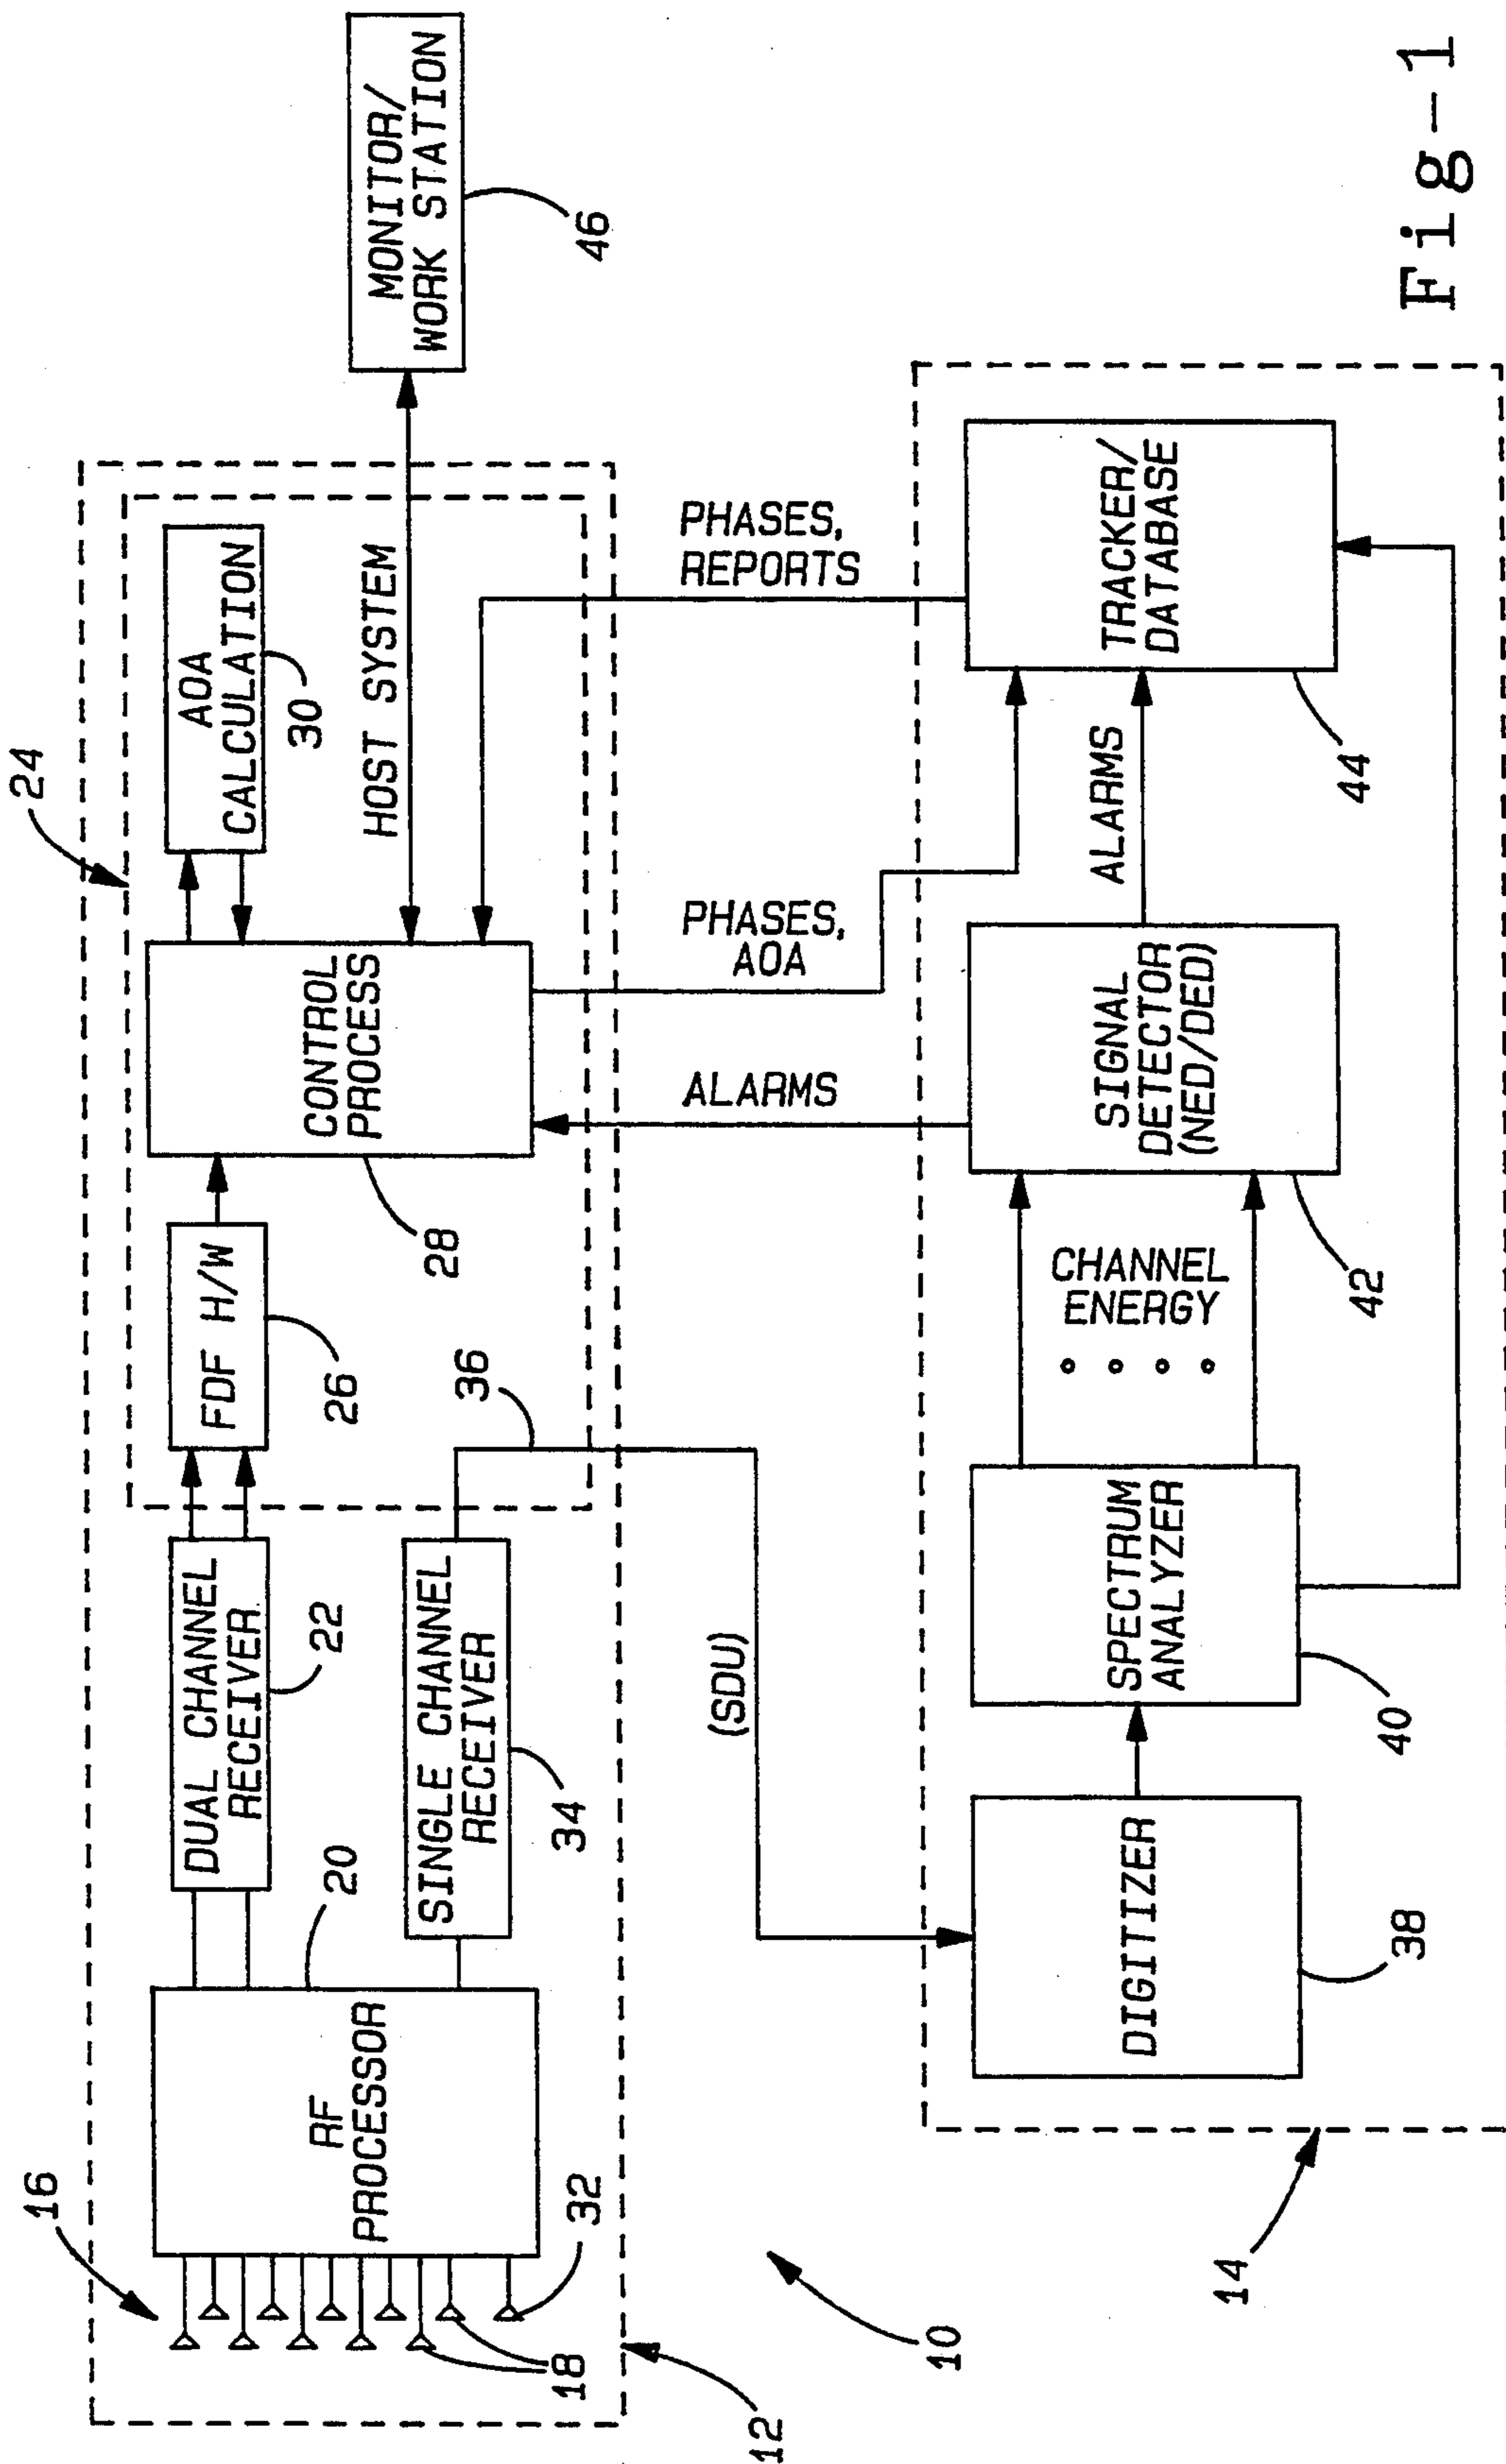 24
16
DUAL CHANNEL
RECEIVER
22
FDF H/W
26
AOA
CALCULATION
30
RF
PROCESSOR
20
CONTROL
PROCESS
28
HOST SYSTEM
MONITOR/
WORK STATION
46
18
32
SINGLE CHANNEL
RECEIVER
34
36
12
10
(SDU)
ALARMS
PHASES,
AOA
PHASES,
REPORTS
DIGITIZER
38
SPECTRUM
ANALYZER
40
CHANNEL
ENERGY
SIGNAL
DETECTOR
(NED/DED)
42
ALARMS
TRACKER/
DATABASE
44
14
Fig-1